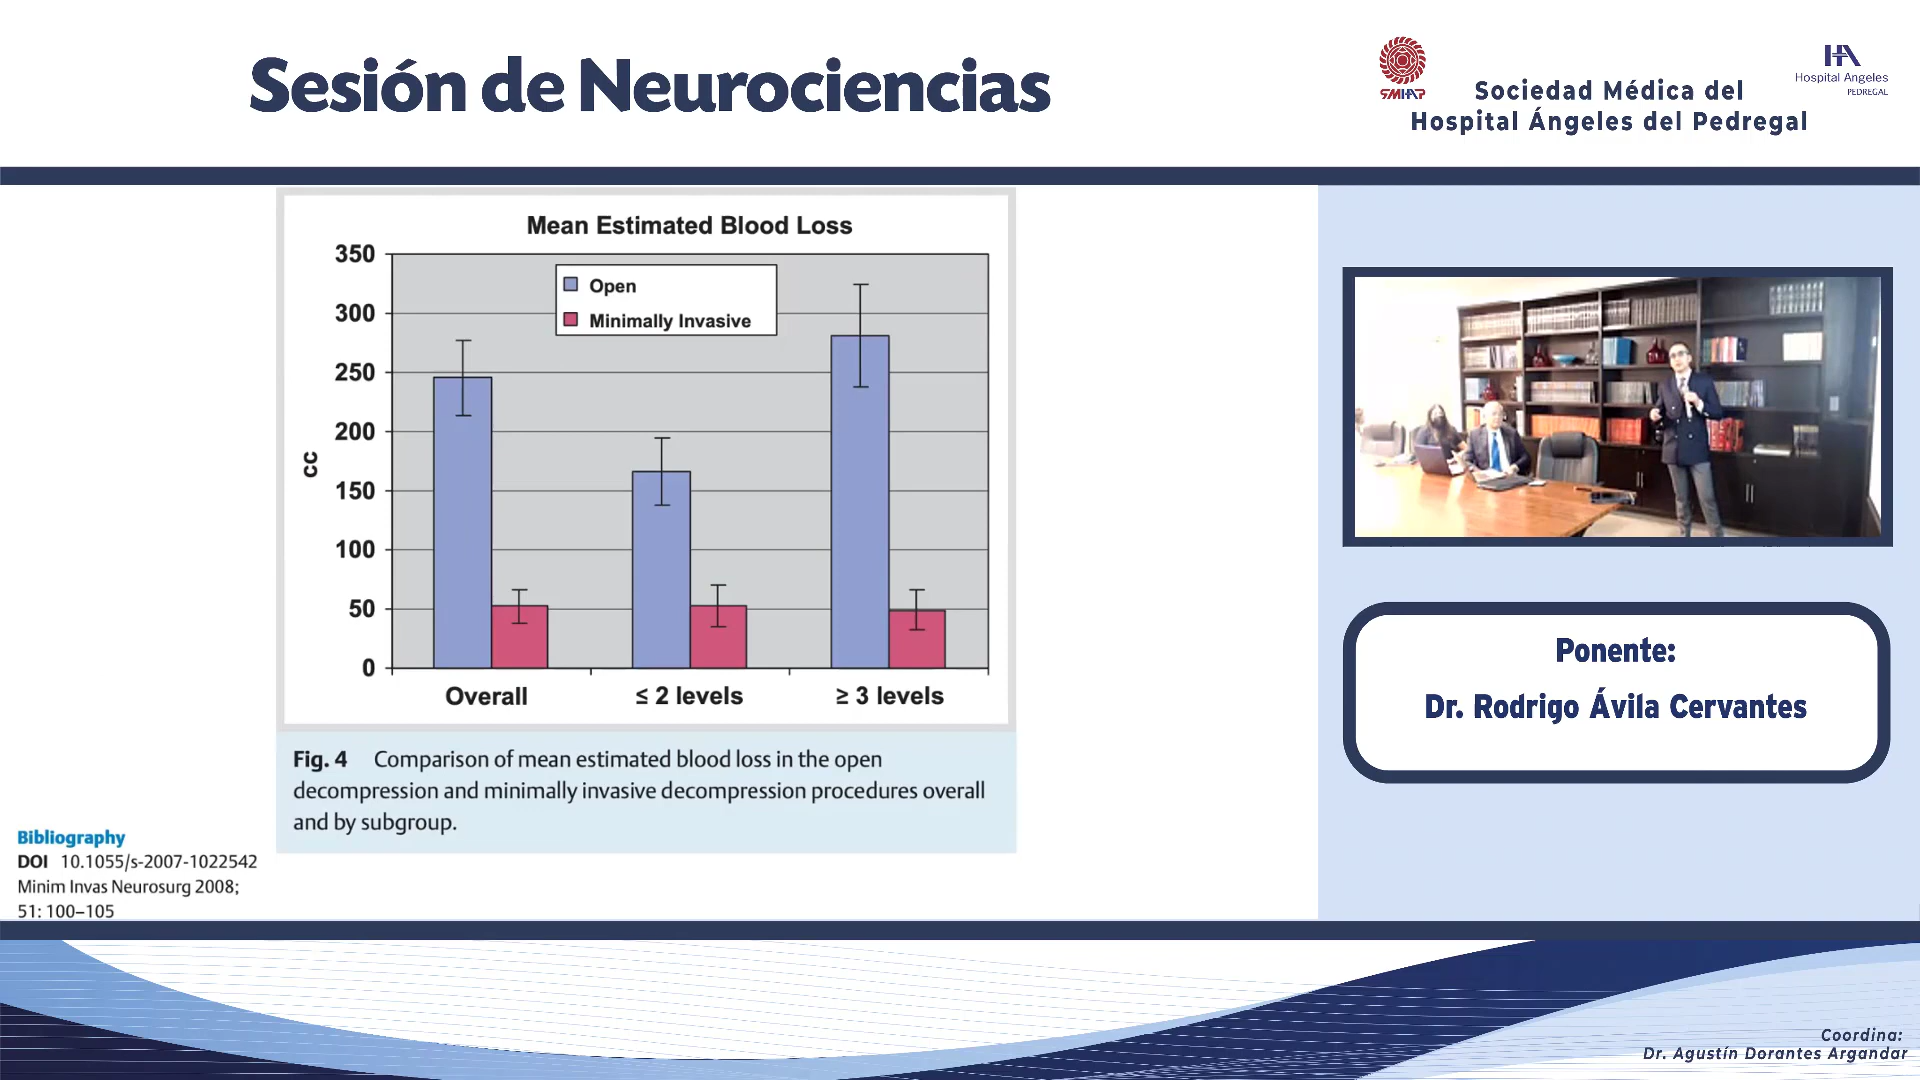 Sesión de Neurociencias
SMHAP
Sociedad Médica del
Hospital Ángeles del Pedregal
HA
Hospital Angeles
PEDREGAL
Mean Estimated Blood Loss
350
300
250
200
150
100
50
0
cc
Open
Minimally Invasive
Overall
≤ 2 levels
≥ 3 levels
Fig. 4 Comparison of mean estimated blood loss in the open
decompression and minimally invasive decompression procedures overall
and by subgroup.
Bibliography
DOI 10.1055/s-2007-1022542
Minim Invas Neurosurg 2008;
51: 100–105
Ponente:
Dr. Rodrigo Ávila Cervantes
Coordina:
Dr. Agustín Dorantes Argandar